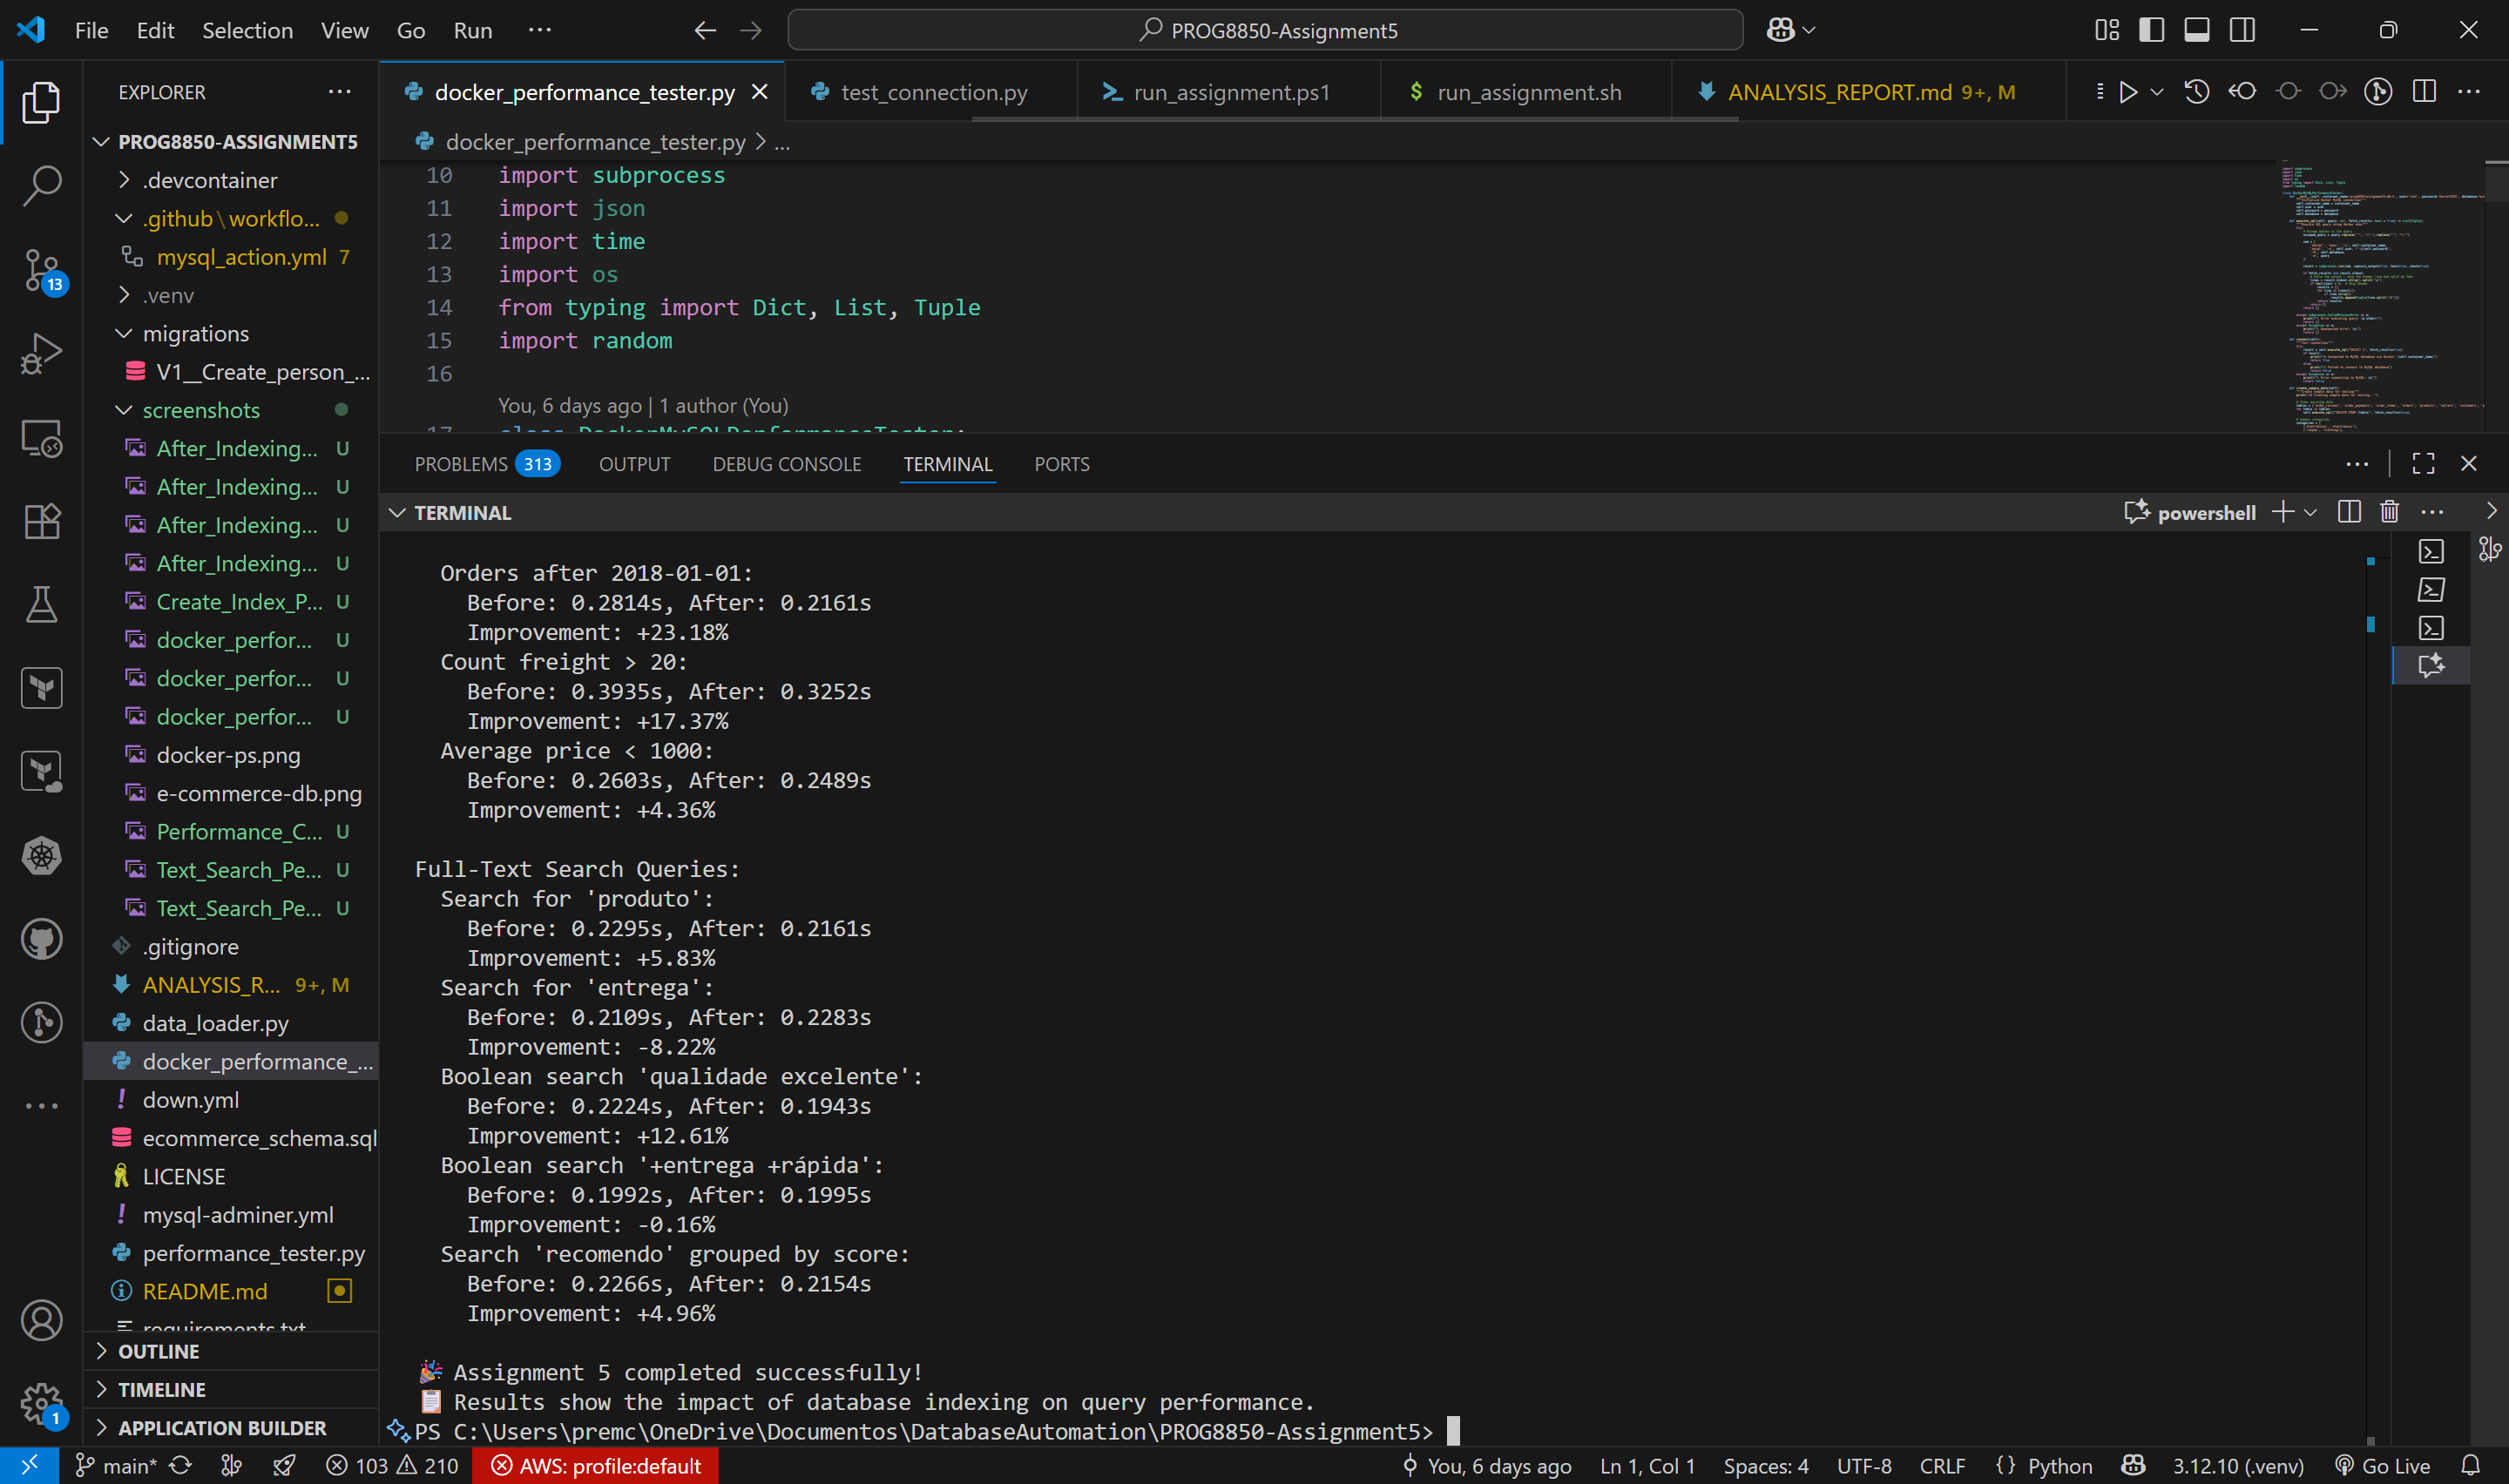 File Edit Selection View Go Run ···
PROG8850-Assignment5
EXPLORER
PROG8850-ASSIGNMENT5
.devcontainer
.github\workflo...
mysql_action.yml 7
.venv
migrations
V1__Create_person_...
screenshots
After_Indexing... U
After_Indexing... U
After_Indexing... U
After_Indexing... U
Create_Index_P... U
docker_perfor... U
docker_perfor... U
docker_perfor... U
docker-ps.png
e-commerce-db.png
Performance_C... U
Text_Search_Pe... U
Text_Search_Pe... U
.gitignore
ANALYSIS_R... 9+, M
data_loader.py
docker_performance_...
down.yml
ecommerce_schema.sql
LICENSE
mysql-adminer.yml
performance_tester.py
README.md
requirements.txt
OUTLINE
TIMELINE
APPLICATION BUILDER
13
1
docker_performance_tester.py
test_connection.py
run_assignment.ps1
run_assignment.sh
ANALYSIS_REPORT.md 9+, M
docker_performance_tester.py > ...
10 import subprocess
11 import json
12 import time
13 import os
14 from typing import Dict, List, Tuple
15 import random
16
You, 6 days ago | 1 author (You)
17 class DockerMySQLPerformanceTester:
PROBLEMS 313 OUTPUT DEBUG CONSOLE TERMINAL PORTS
TERMINAL
powershell
Orders after 2018-01-01:
Before: 0.2814s, After: 0.2161s
Improvement: +23.18%
Count freight > 20:
Before: 0.3935s, After: 0.3252s
Improvement: +17.37%
Average price < 1000:
Before: 0.2603s, After: 0.2489s
Improvement: +4.36%
Full-Text Search Queries:
Search for 'produto':
Before: 0.2295s, After: 0.2161s
Improvement: +5.83%
Search for 'entrega':
Before: 0.2109s, After: 0.2283s
Improvement: -8.22%
Boolean search 'qualidade excelente':
Before: 0.2224s, After: 0.1943s
Improvement: +12.61%
Boolean search '+entrega +rápida':
Before: 0.1992s, After: 0.1995s
Improvement: -0.16%
Search 'recomendo' grouped by score:
Before: 0.2266s, After: 0.2154s
Improvement: +4.96%
🎉 Assignment 5 completed successfully!
📋 Results show the impact of database indexing on query performance.
PS C:\Users\premc\OneDrive\Documentos\DatabaseAutomation\PROG8850-Assignment5>
main* 103 210 AWS: profile:default You, 6 days ago Ln 1, Col 1 Spaces: 4 UTF-8 CRLF {} Python 3.12.10 (.venv) Go Live